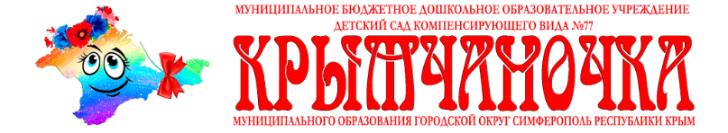 МУНИЦИПАЛЬНОЕ БЮДЖЕТНОЕ ДОШКОЛЬНОЕ ОБРАЗОВАТЕЛЬНОЕ УЧРЕЖДЕНИЕ
ДЕТСКИЙ САД КОМПЕНСИРУЮЩЕГО ВИДА №77
КРЫМЧАНОЧКА
МУНИЦИПАЛЬНОГО ОБРАЗОВАНИЯ ГОРОДСКОЙ ОКРУГ СИМФЕРОПОЛЬ РЕСПУБЛИКИ КРЫМ